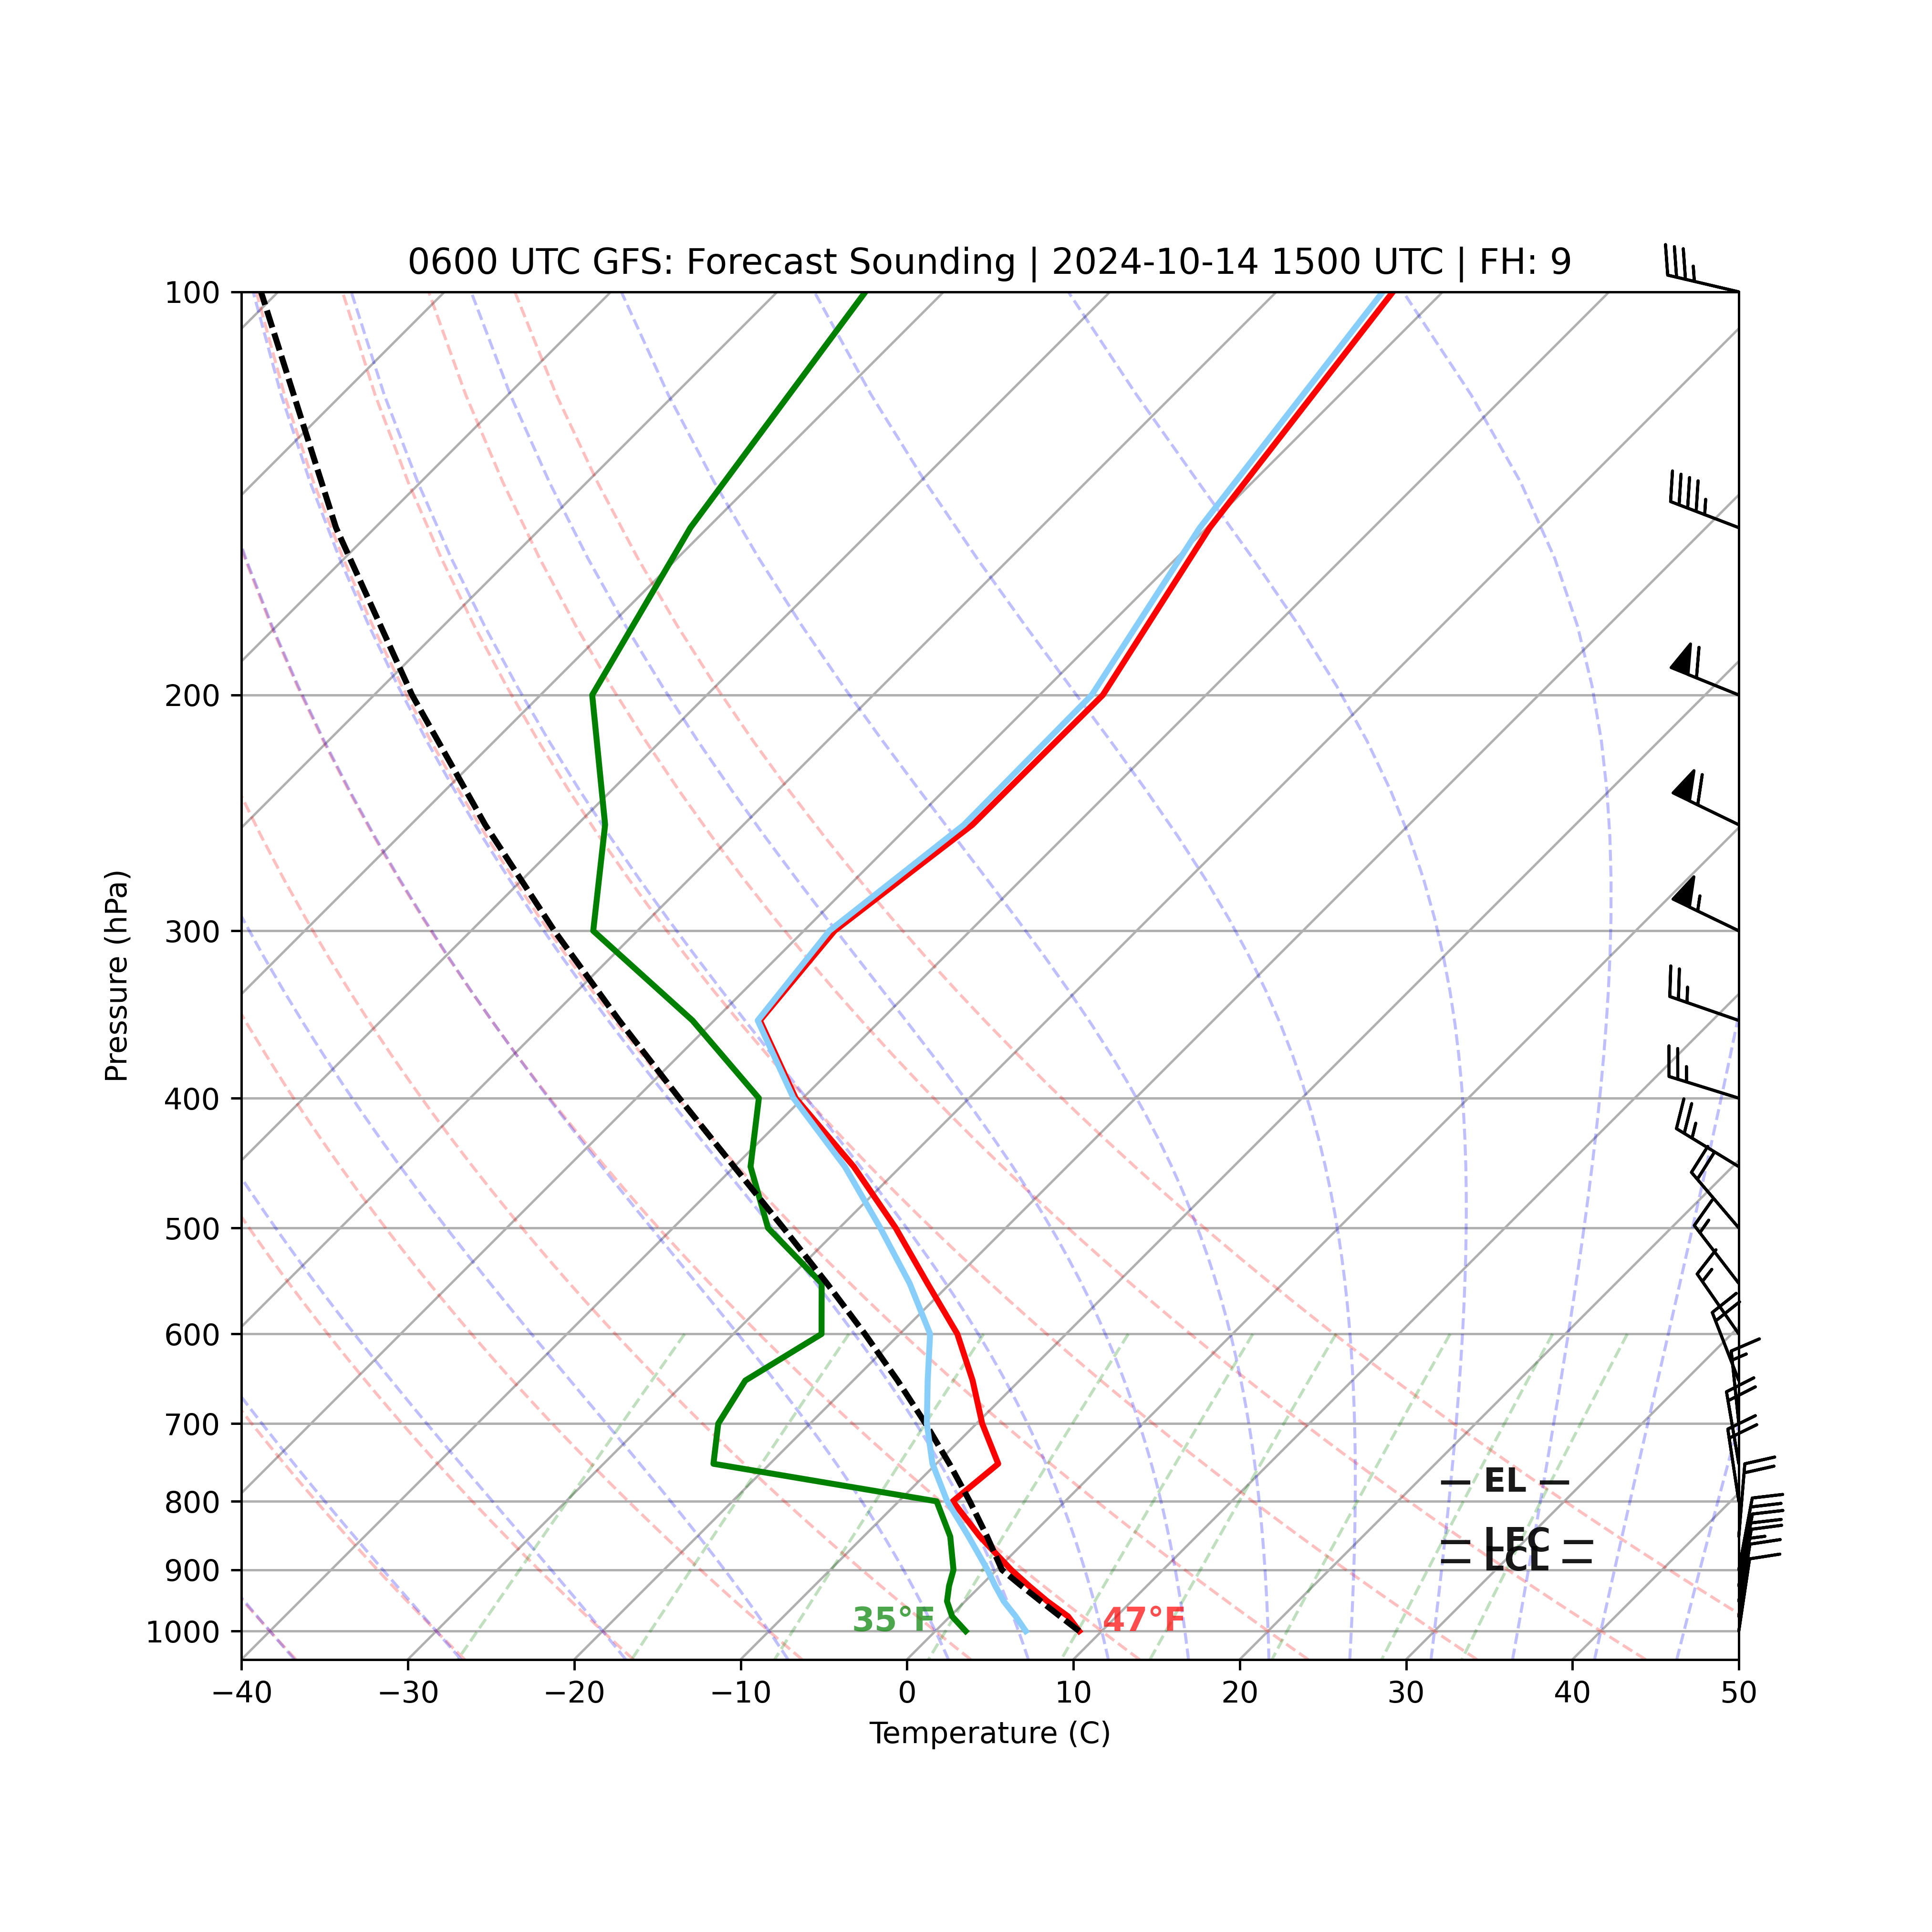 0600 UTC GFS: Forecast Sounding | 2024-10-14 1500 UTC | FH: 9
100
200
300
400
500
600
700
800
900
1000
Pressure (hPa)
— EL —
— LFC —
— LCL —
35°F
47°F
−40 −30 −20 −10 0 10 20 30 40 50
Temperature (C)